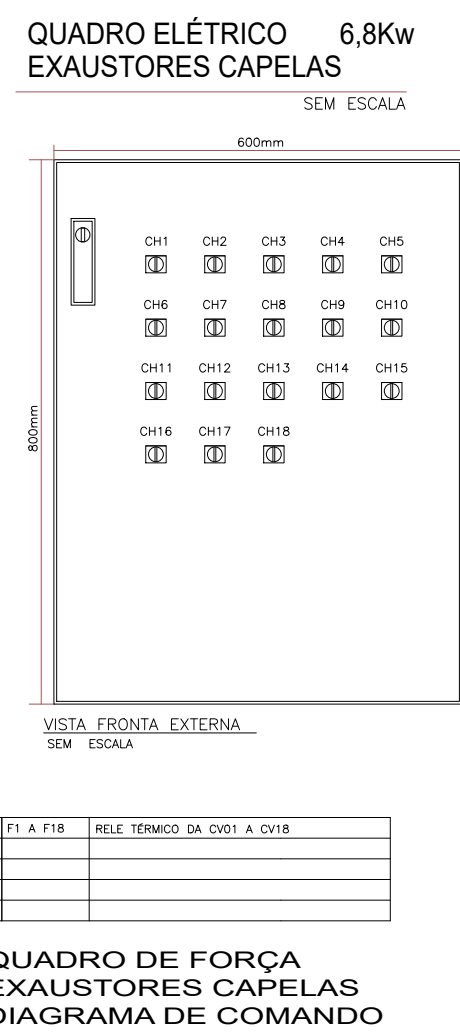 QUADRO ELÉTRICO 6,8Kw
EXAUSTORES CAPELAS
SEM ESCALA
600mm
800mm
CH1 CH2 CH3 CH4 CH5
CH6 CH7 CH8 CH9 CH10
CH11 CH12 CH13 CH14 CH15
CH16 CH17 CH18
VISTA FRONTA EXTERNA
SEM ESCALA
F1 A F18 RELE TÉRMICO DA CV01 A CV18
QUADRO DE FORÇA
EXAUSTORES CAPELAS
DIAGRAMA DE COMANDO